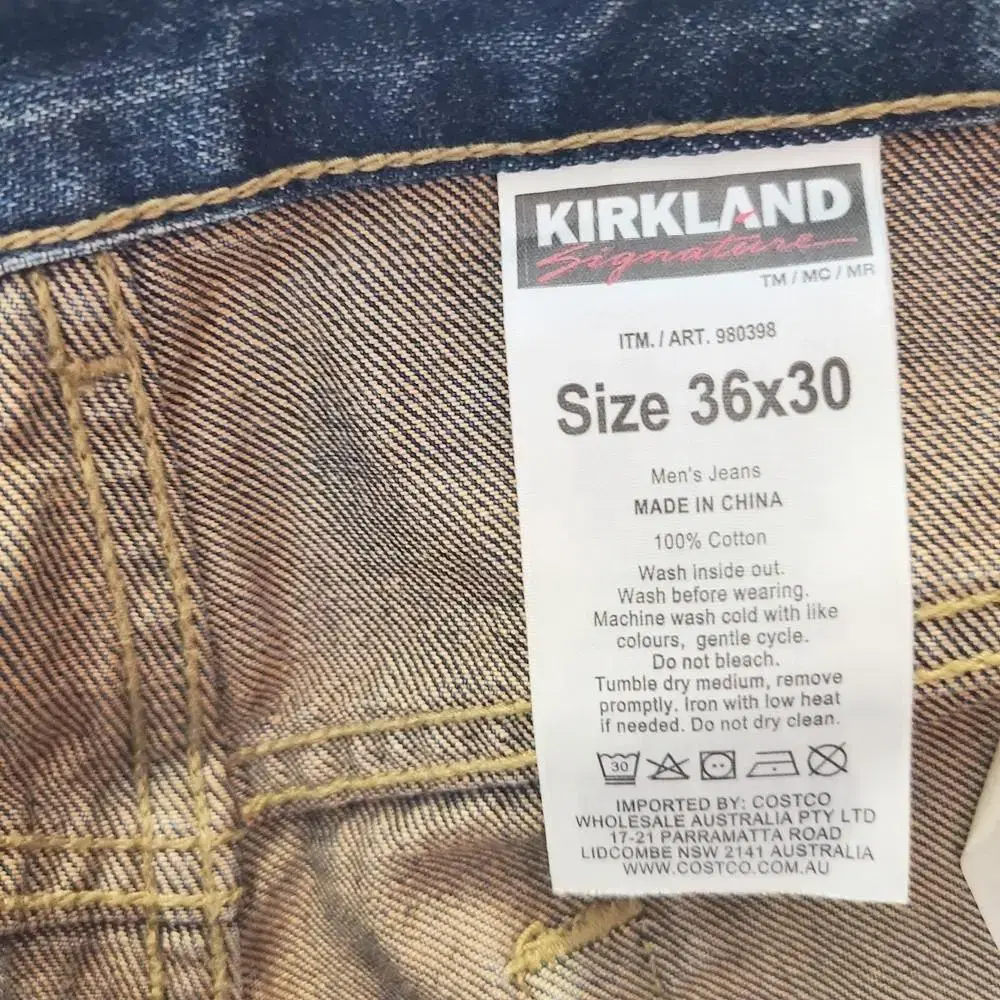 KIRKLAND
Signature
TM / MC / MR
ITM. / ART. 980398
Size 36x30
Men's Jeans
MADE IN CHINA
100% Cotton
Wash inside out.
Wash before wearing.
Machine wash cold with like
colours, gentle cycle.
Do not bleach.
Tumble dry medium, remove
promptly. Iron with low heat
if needed. Do not dry clean.
30
IMPORTED BY: COSTCO
WHOLESALE AUSTRALIA PTY LTD
17-21 PARRAMATTA ROAD
LIDCOMBE NSW 2141 AUSTRALIA
WWW.COSTCO.COM.AU